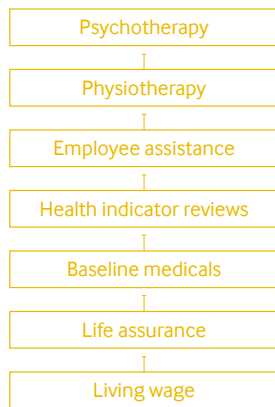 Psychotherapy
Physiotherapy
Employee assistance
Health indicator reviews
Baseline medicals
Life assurance
Living wage